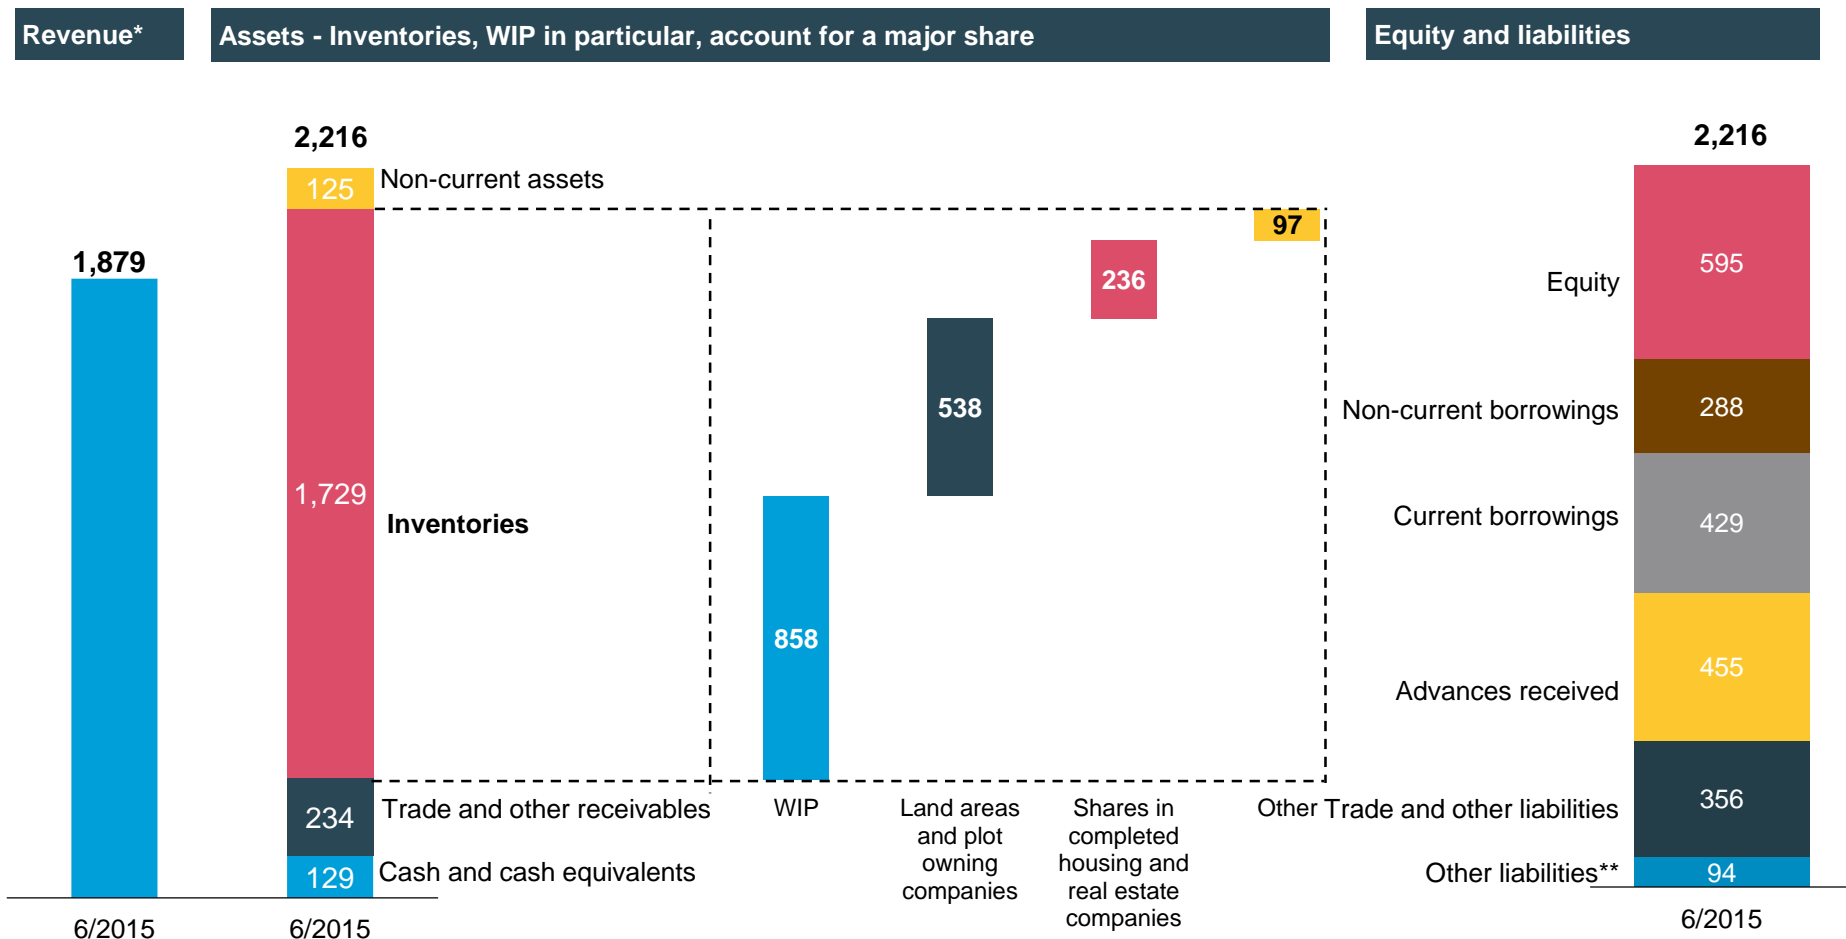 Revenue*
Assets - Inventories, WIP in particular, account for a major share
Equity and liabilities
1,879
6/2015
2,216
125
Non-current assets
1,729
Inventories
234
Trade and other receivables
129
Cash and cash equivalents
6/2015
858
WIP
538
Land areas
and plot
owning
companies
236
Shares in
completed
housing and
real estate
companies
97
Other
2,216
Equity
595
Non-current borrowings
288
Current borrowings
429
Advances received
455
Trade and other liabilities
356
Other liabilities**
94
6/2015